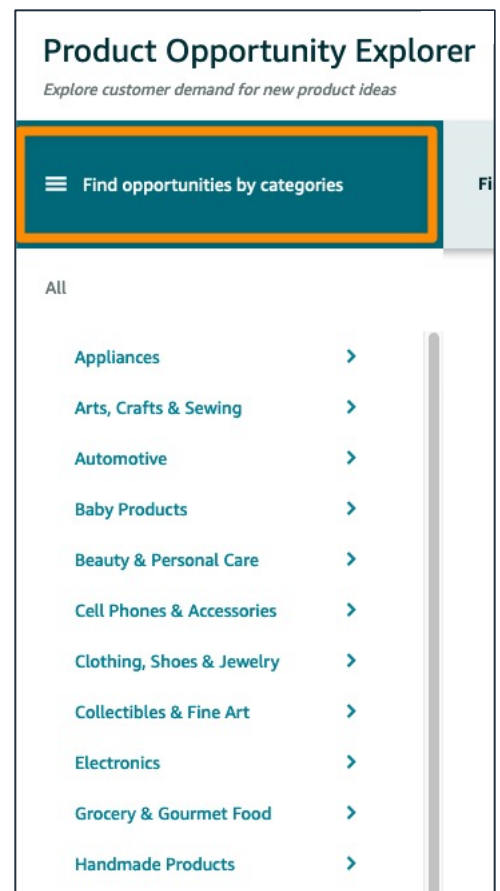 Product Opportunity Explorer
Explore customer demand for new product ideas
Find opportunities by categories
Fi
All
Appliances
Arts, Crafts & Sewing
Automotive
Baby Products
Beauty & Personal Care
Cell Phones & Accessories
Clothing, Shoes & Jewelry
Collectibles & Fine Art
Electronics
Grocery & Gourmet Food
Handmade Products